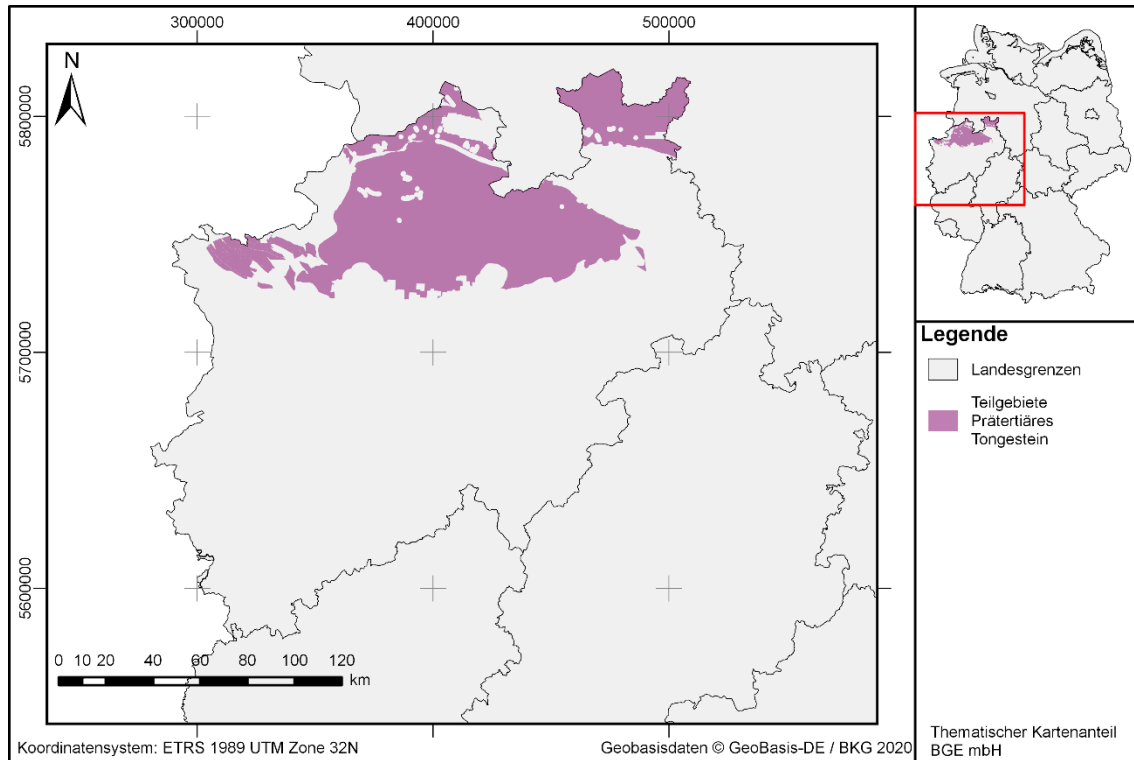 300000
400000
500000
N
5800000
5700000
5600000
0 10 20 40 60 80 100 120
km
Koordinatensystem: ETRS 1989 UTM Zone 32N
Geobasisdaten © GeoBasis-DE / BKG 2020
Legende
Landesgrenzen
Teilgebiete
Prätertiäres
Tongestein
Thematischer Kartenanteil
BGE mbH